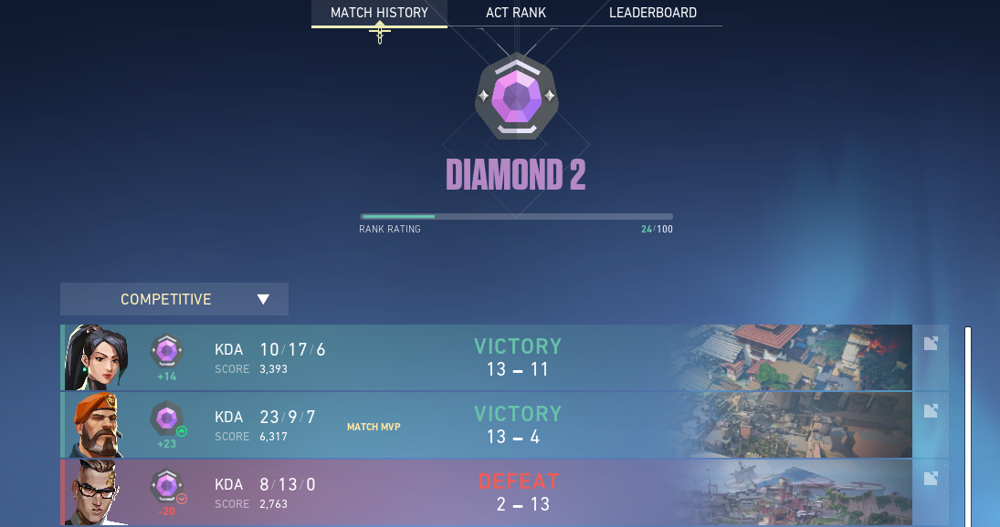 MATCH HISTORY ACT RANK LEADERBOARD
DIAMOND 2
RANK RATING 24/100
COMPETITIVE
KDA 10/17/6 VICTORY
+14 SCORE 3,393 13 – 11
KDA 23/9/7 VICTORY
MATCH MVP
+23 SCORE 6,317 13 – 4
KDA 8/13/0 DEFEAT
-20 SCORE 2,763 2 – 13